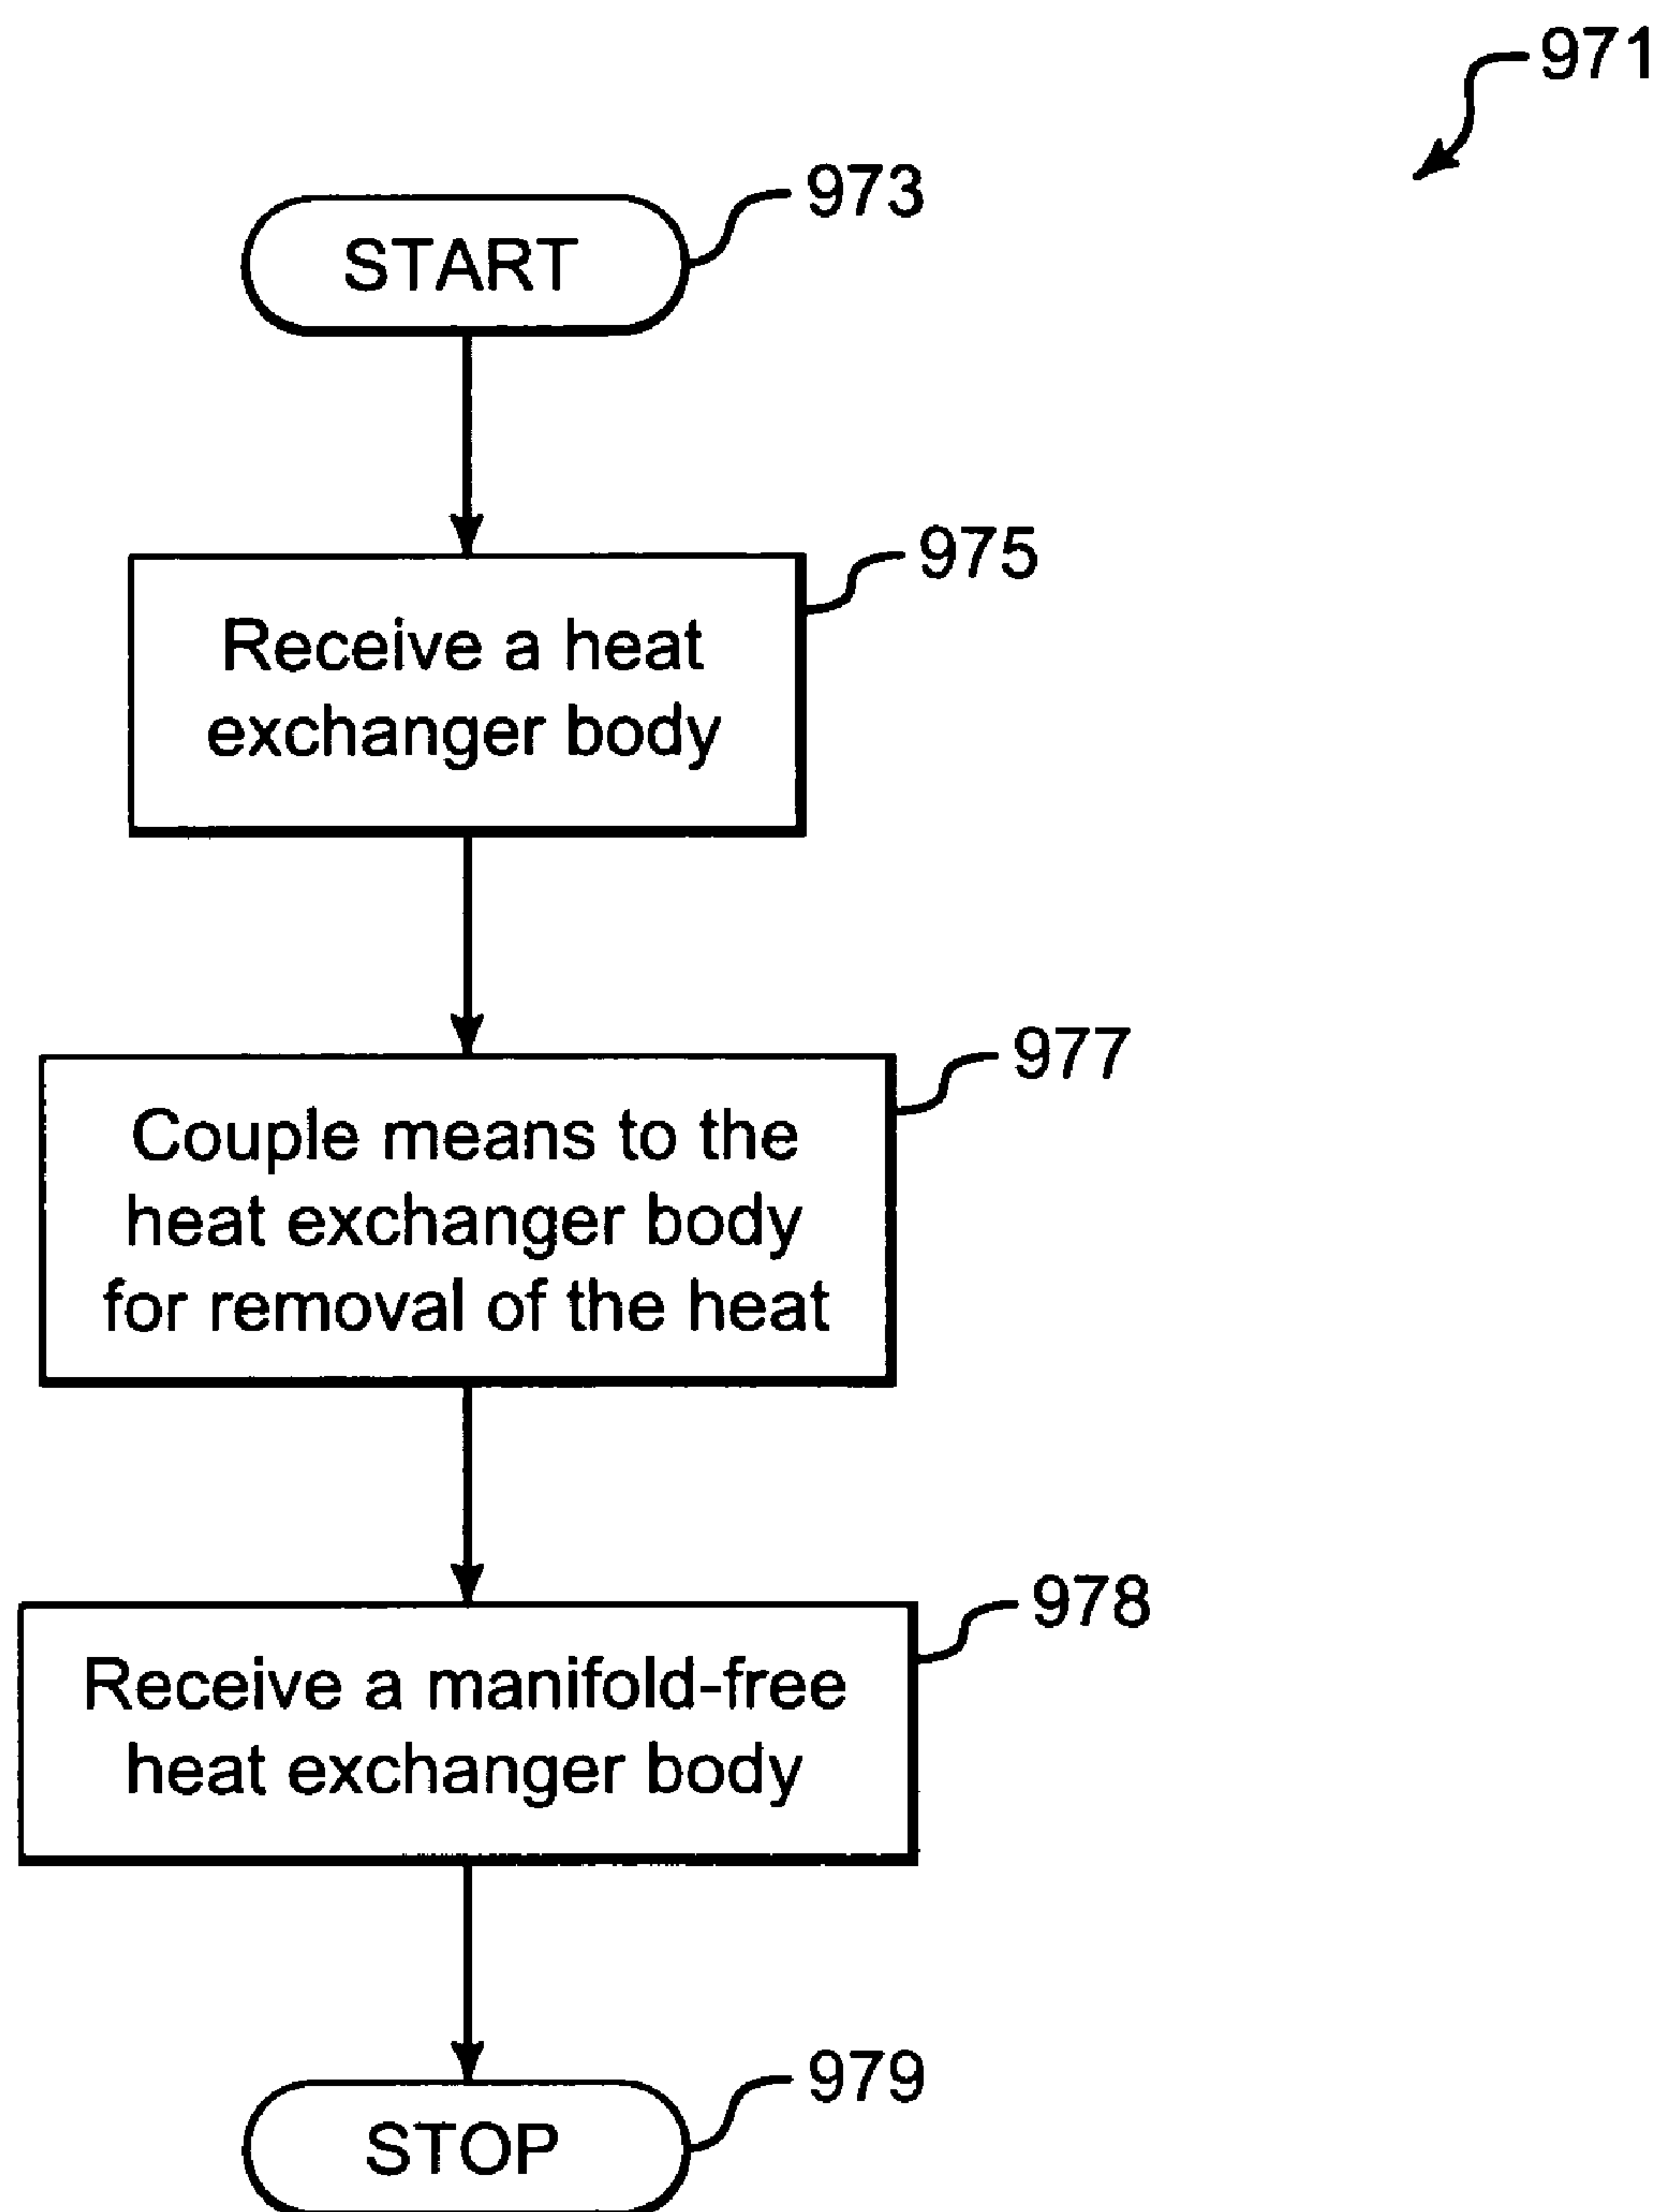 971
973
START
975
Receive a heat
exchanger body
977
Couple means to the
heat exchanger body
for removal of the heat
978
Receive a manifold-free
heat exchanger body
979
STOP